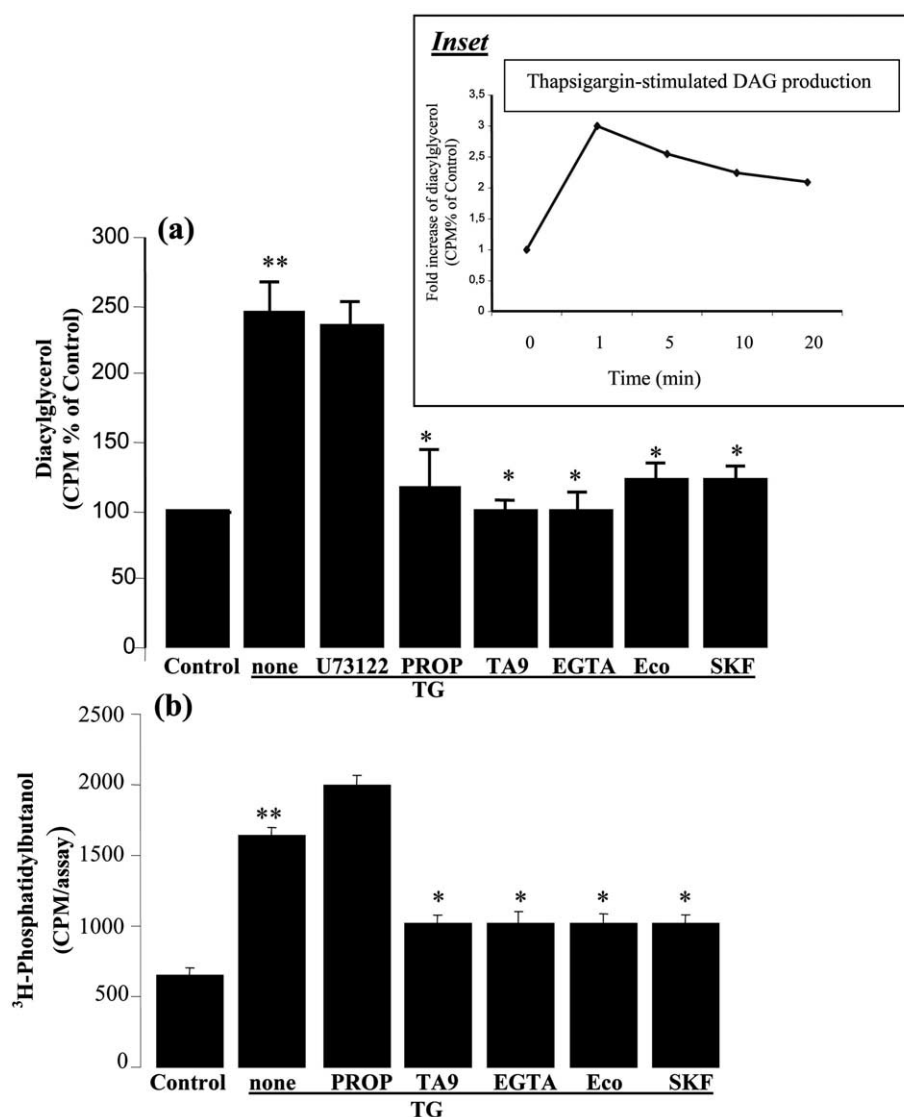 Inset
Thapsigargin-stimulated DAG production
Fold increase of diacylglycerol
(CPM% of Control)
3,5
3
2,5
2
1,5
1
0,5
0
0 1 5 10 20
Time (min)
(a)
Diacylglycerol
(CPM % of Control)
300
250
200
150
100
50
0
** * * * * *
Control none U73122 PROP TA9 EGTA Eco SKF
TG
(b)
³H-Phosphatidylbutanol
(CPM/assay)
2500
2000
1500
1000
500
0
** * * * *
Control none PROP TA9 EGTA Eco SKF
TG